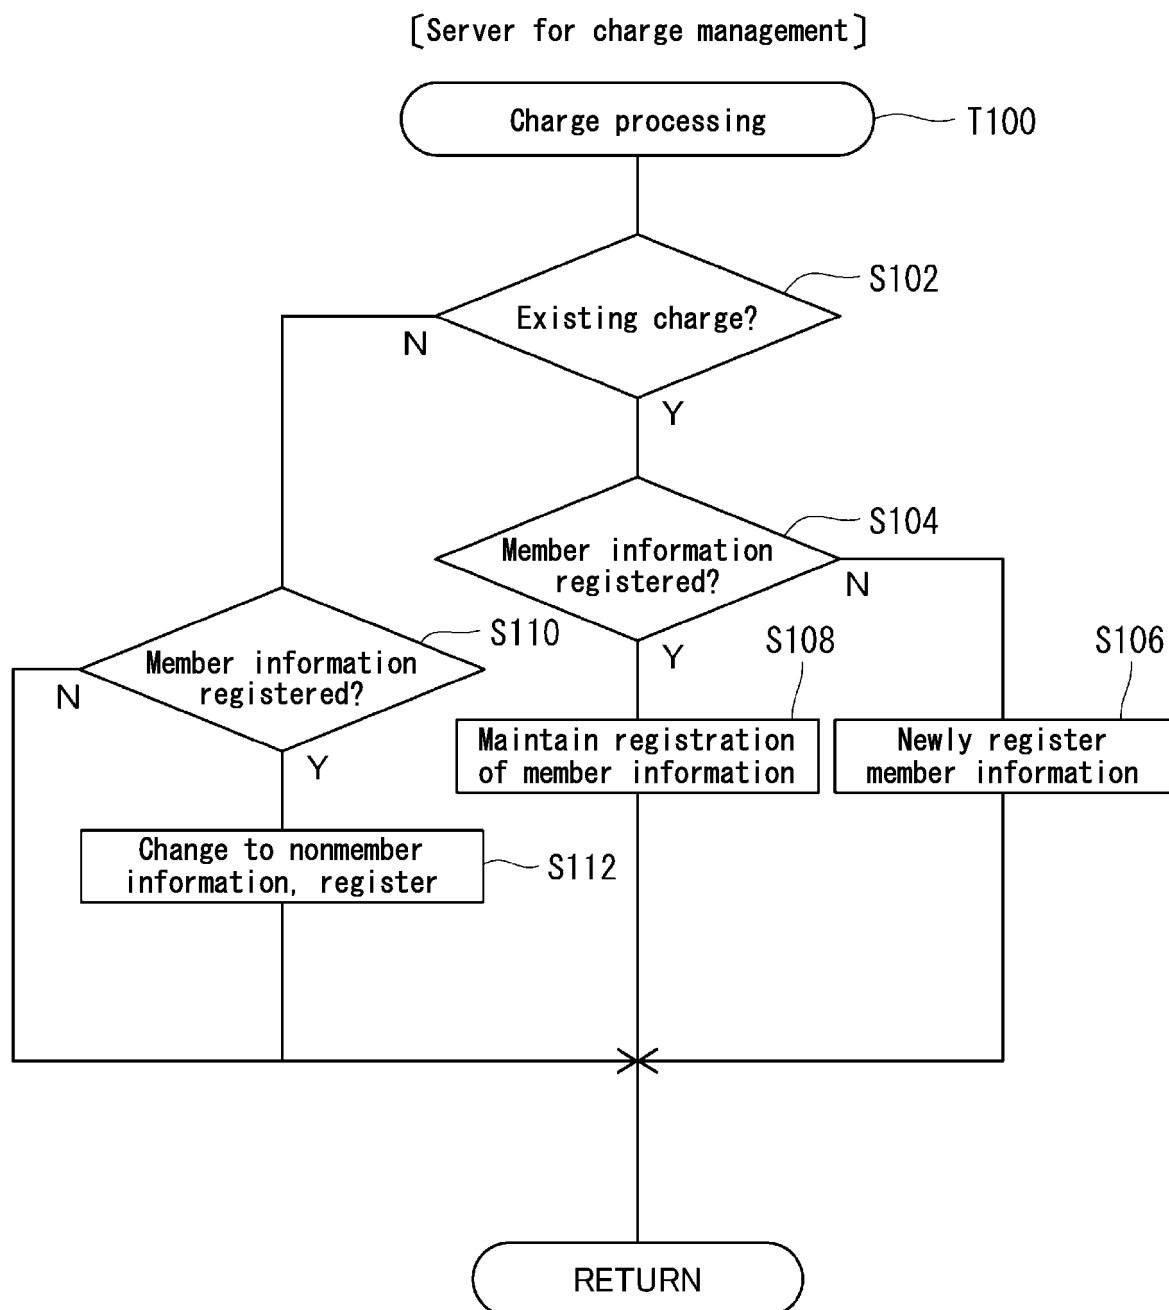 [Server for charge management]
Charge processing
T100
S102
Existing charge?
N
Y
S104
Member information
registered?
N
Y
S110
Member information
registered?
N
Y
S108
Maintain registration
of member information
S106
Newly register
member information
Change to nonmember
information, register
S112
RETURN